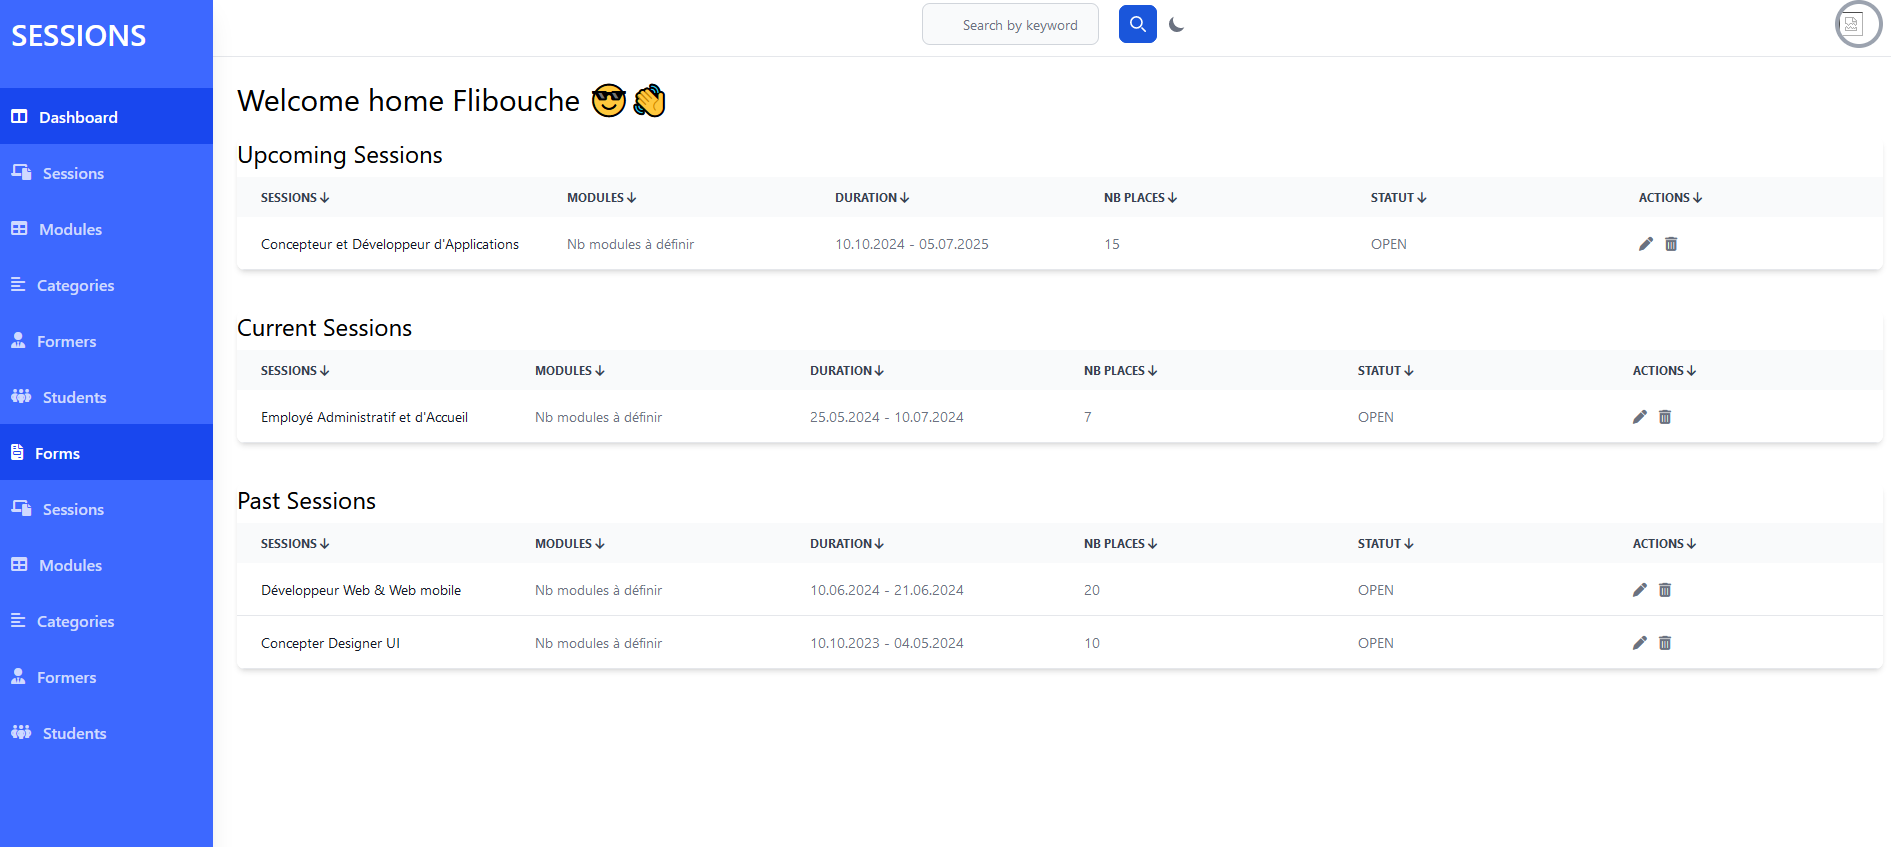 SESSIONS
Search by keyword
Dashboard
Sessions
Modules
Categories
Formers
Students
Forms
Sessions
Modules
Categories
Formers
Students
Welcome home Flibouche 😎👋
Upcoming Sessions
SESSIONS↓ MODULES↓ DURATION↓ NB PLACES↓ STATUT↓ ACTIONS↓
Concepteur et Développeur d'Applications Nb modules à définir 10.10.2024 - 05.07.2025 15 OPEN
Current Sessions
SESSIONS↓ MODULES↓ DURATION↓ NB PLACES↓ STATUT↓ ACTIONS↓
Employé Administratif et d'Accueil Nb modules à définir 25.05.2024 - 10.07.2024 7 OPEN
Past Sessions
SESSIONS↓ MODULES↓ DURATION↓ NB PLACES↓ STATUT↓ ACTIONS↓
Développeur Web & Web mobile Nb modules à définir 10.06.2024 - 21.06.2024 20 OPEN
Concepter Designer UI Nb modules à définir 10.10.2023 - 04.05.2024 10 OPEN